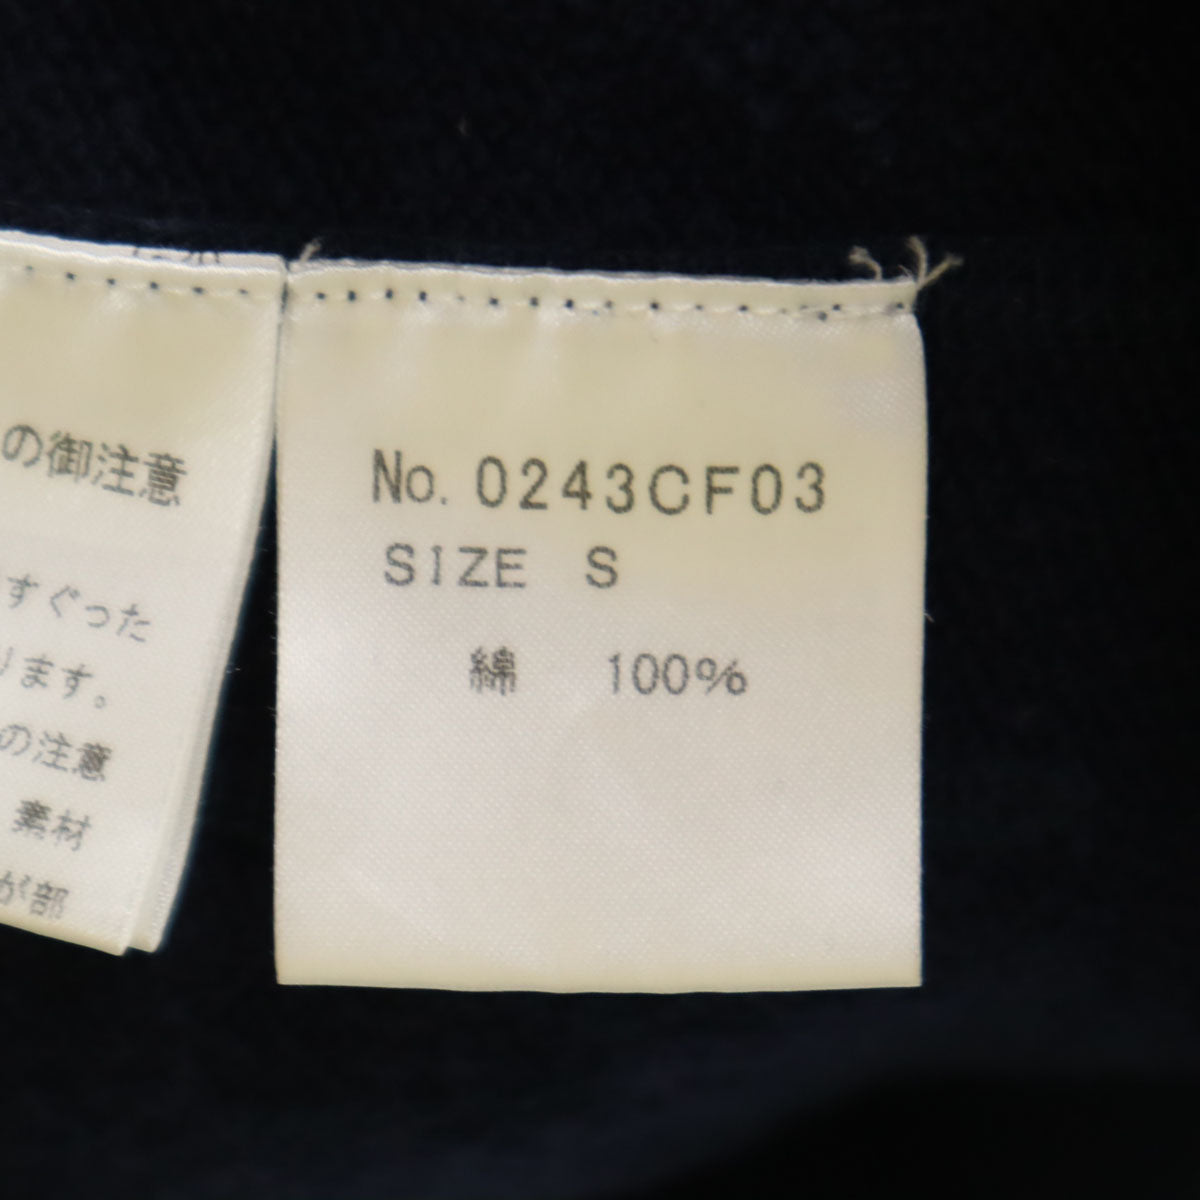 の御注意
すぐった
ります。
の注意
素材
が部
No. 0243CF03
SIZE S
綿 100%